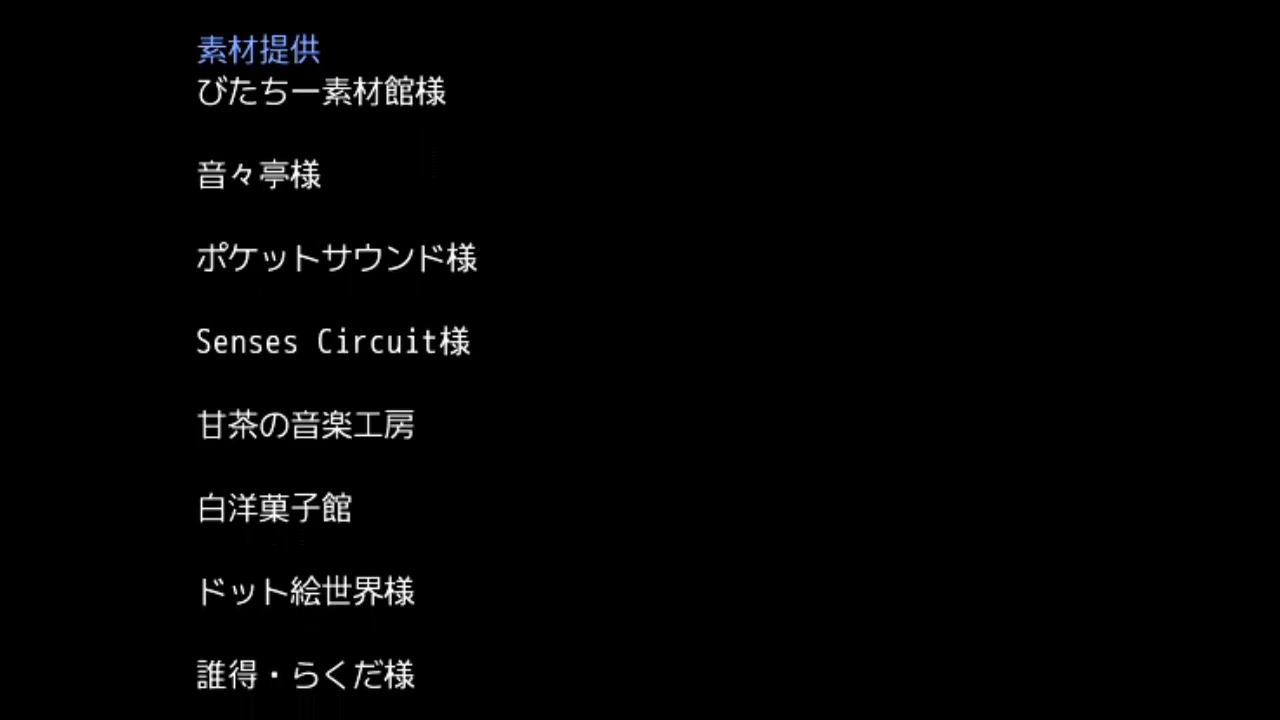 素材提供
びたちー素材館様
音々亭様
ポケットサウンド様
Senses Circuit様
甘茶の音楽工房
白洋菓子館
ドット絵世界様
誰得・らくだ様